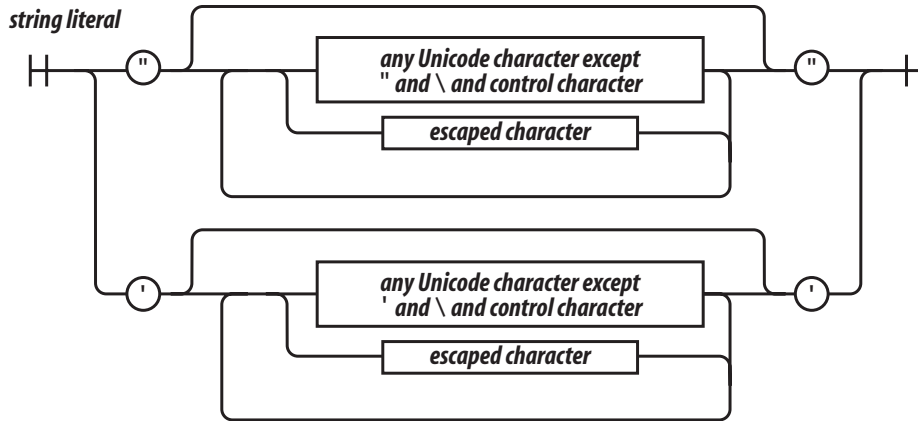 string literal
" any Unicode character except "
" and \ and control character
escaped character
' any Unicode character except '
' and \ and control character
escaped character